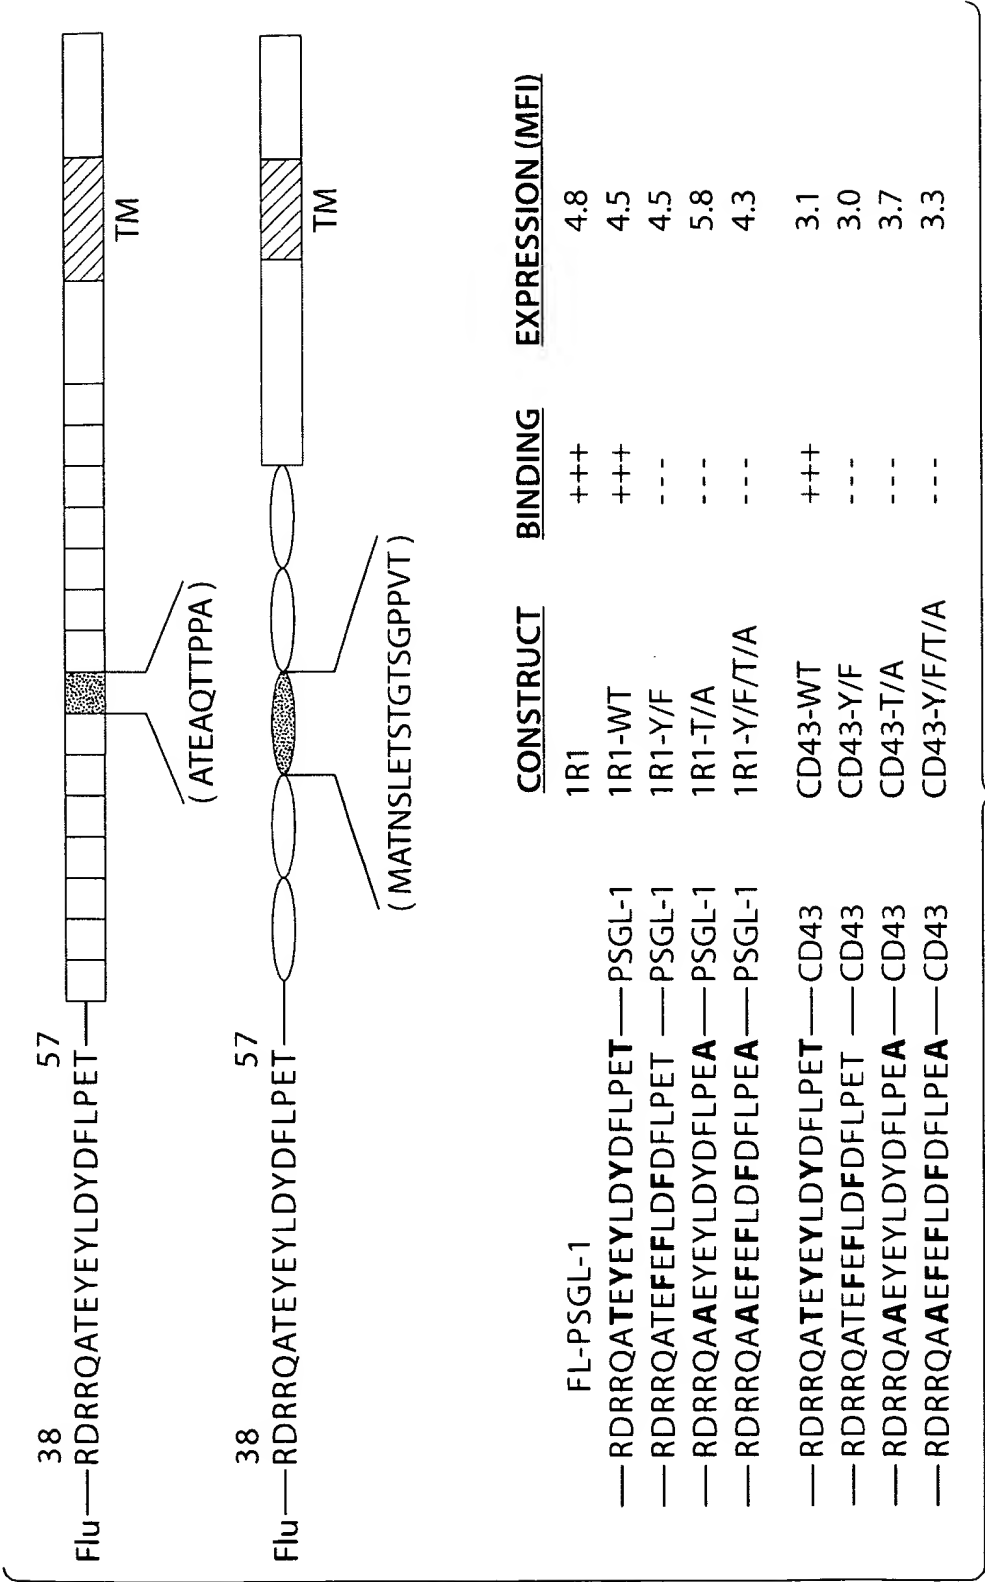 38 57
Flu—RDRRQATEYEYLDYDFLPET—
TM
(ATEAQTTPPA)
38 57
Flu—RDRRQATEYEYLDYDFLPET—
TM
(MATNSLETSTGTSGPPVT)
CONSTRUCT BINDING EXPRESSION (MFI)
FL-PSGL-1 1R1 +++ 4.8
—RDRRQATEYEYLDYDFLPET—PSGL-1 1R1-WT +++ 4.5
—RDRRQATEFEFLDFDFLPET—PSGL-1 1R1-Y/F --- 4.5
—RDRRQAAEYEYLDYDFLPEA—PSGL-1 1R1-T/A --- 5.8
—RDRRQAAEFEFLDFDFLPEA—PSGL-1 1R1-Y/F/T/A --- 4.3
—RDRRQATEYEYLDYDFLPET—CD43 CD43-WT +++ 3.1
—RDRRQATEFEFLDFDFLPET —CD43 CD43-Y/F --- 3.0
—RDRRQAAEYEYLDYDFLPEA—CD43 CD43-T/A --- 3.7
—RDRRQAAEFEFLDFDFLPEA—CD43 CD43-Y/F/T/A --- 3.3